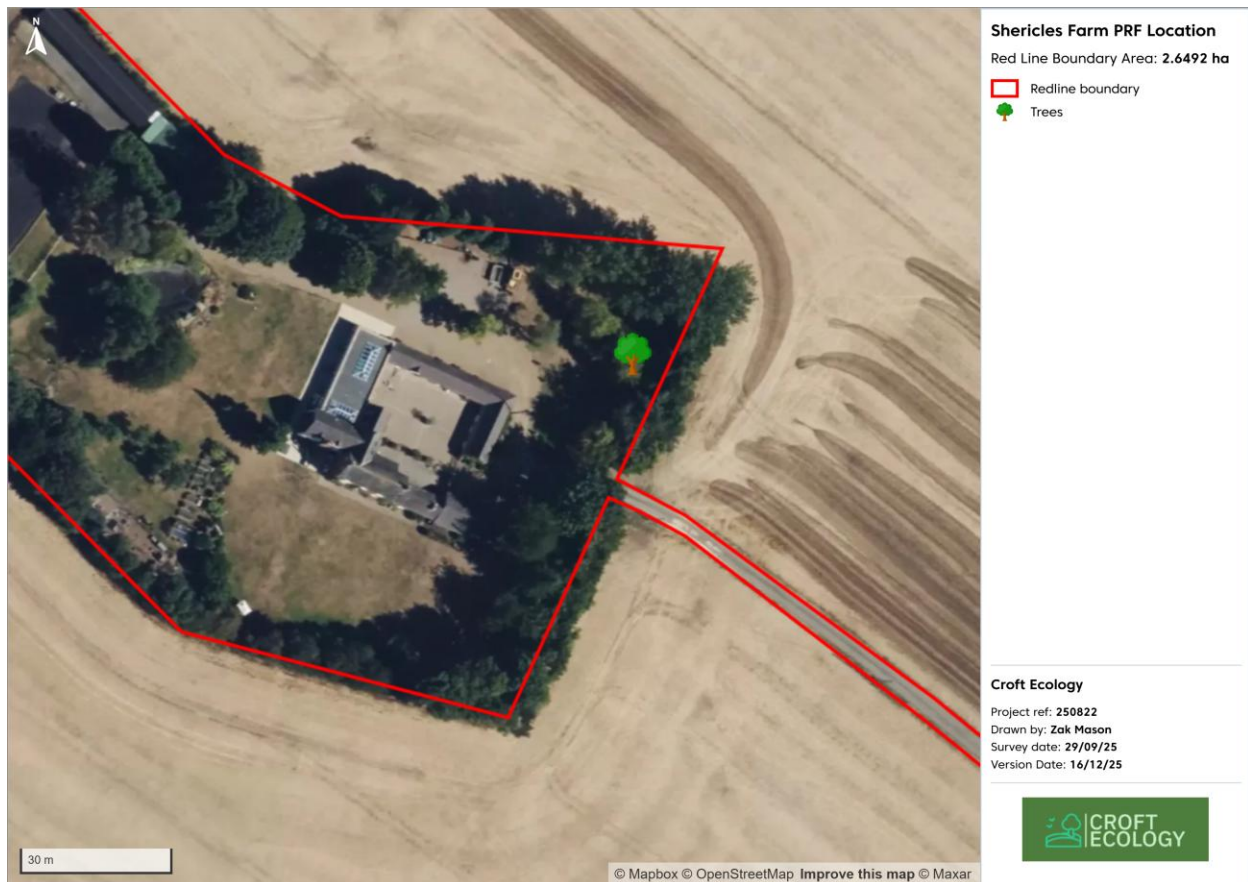 N
Shericles Farm PRF Location
Red Line Boundary Area: 2.6492 ha
Redline boundary
Trees
Croft Ecology
Project ref: 250822
Drawn by: Zak Mason
Survey date: 29/09/25
Version Date: 16/12/25
CROFT
ECOLOGY
30 m
© Mapbox © OpenStreetMap Improve this map © Maxar